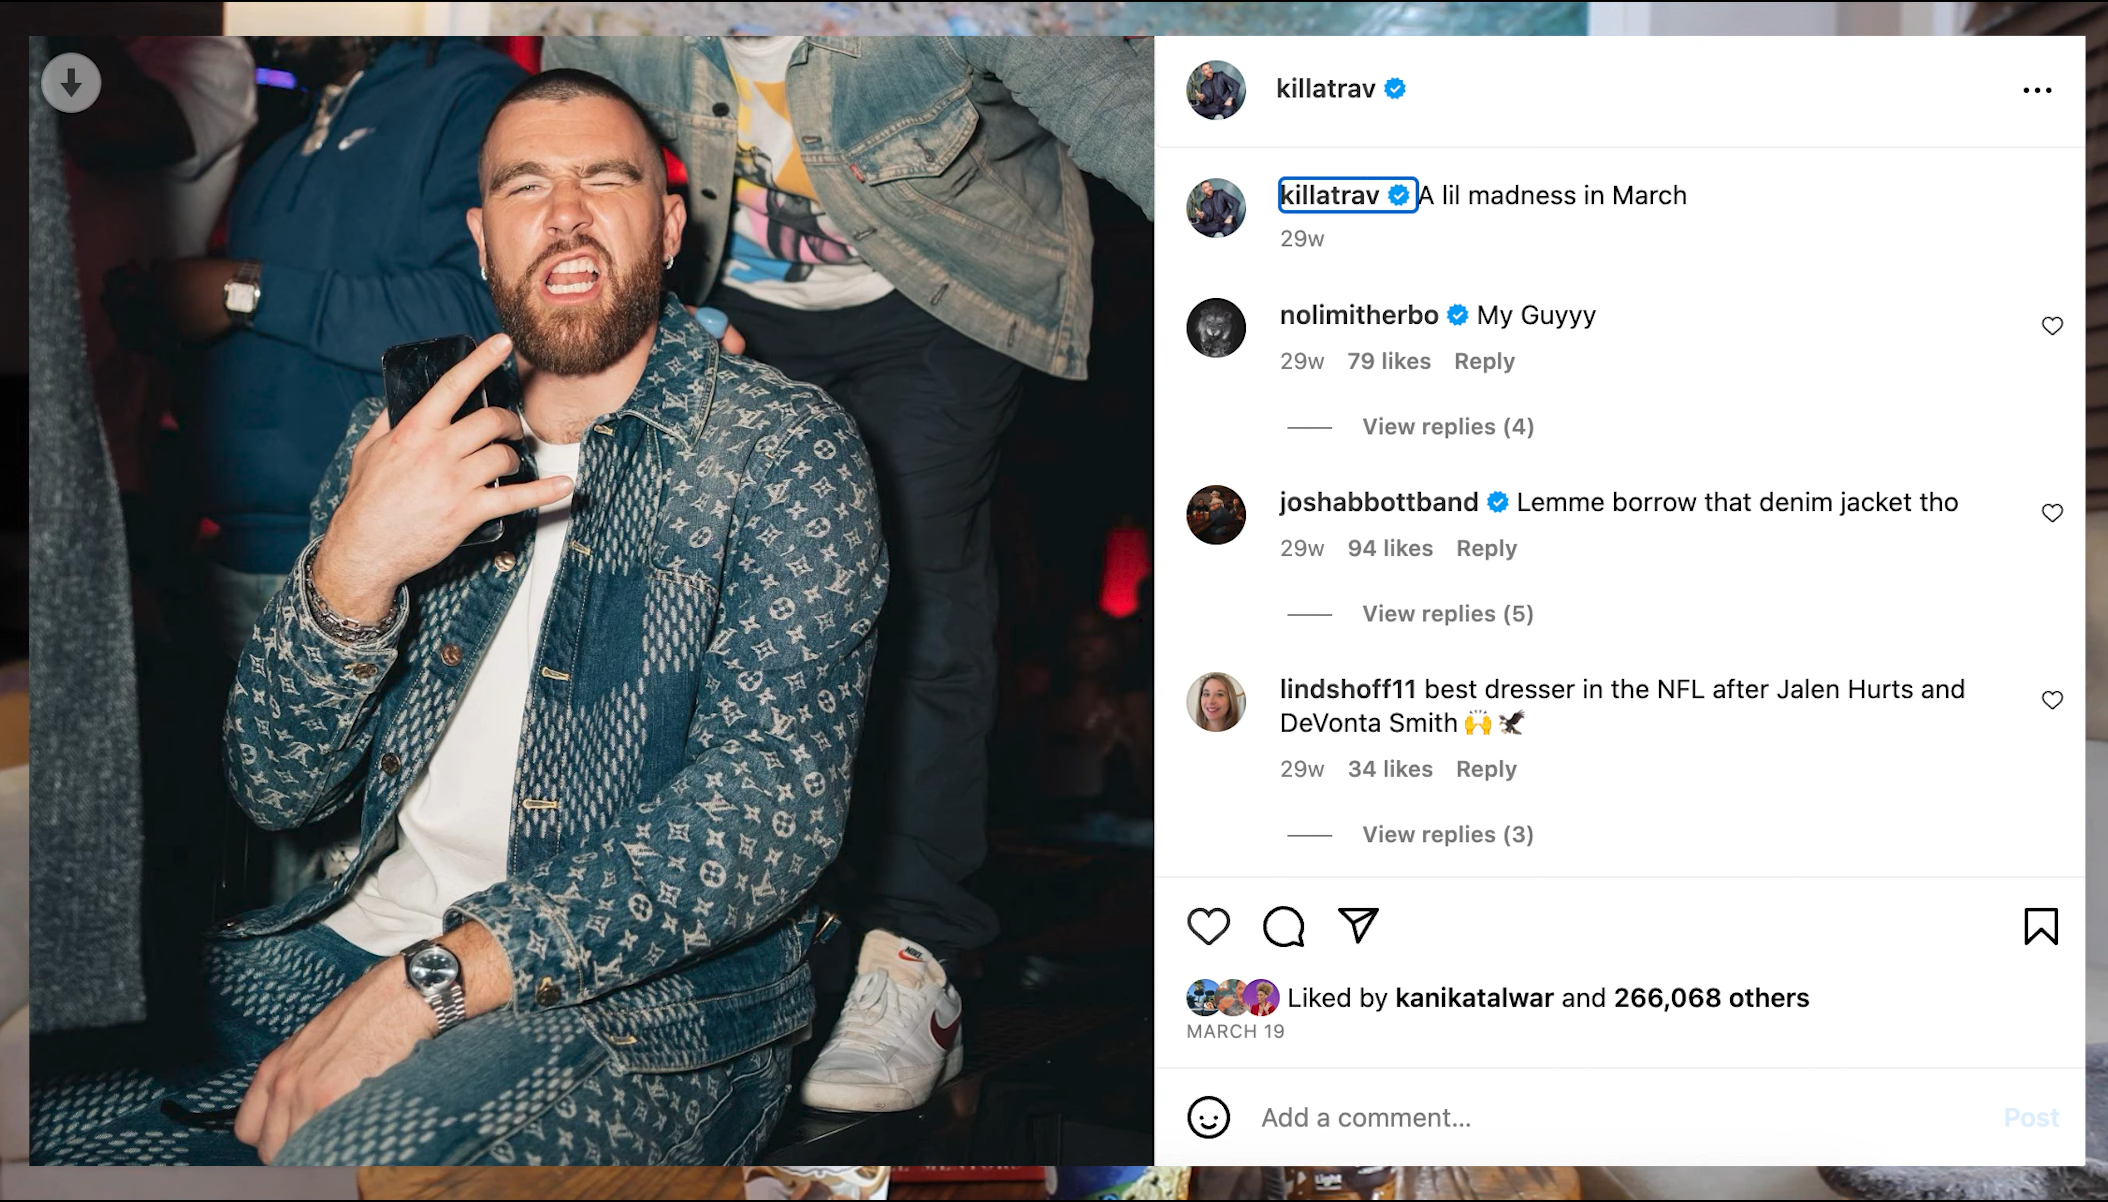 killatrav
killatrav A lil madness in March
29w
nolimitherbo My Guyyy
29w 79 likes Reply
View replies (4)
joshabbottband Lemme borrow that denim jacket tho
29w 94 likes Reply
View replies (5)
lindshoff11 best dresser in the NFL after Jalen Hurts and
DeVonta Smith 🙌 🦅
29w 34 likes Reply
View replies (3)
Liked by kanikatalwar and 266,068 others
MARCH 19
Add a comment...
Post
NIKE
Light